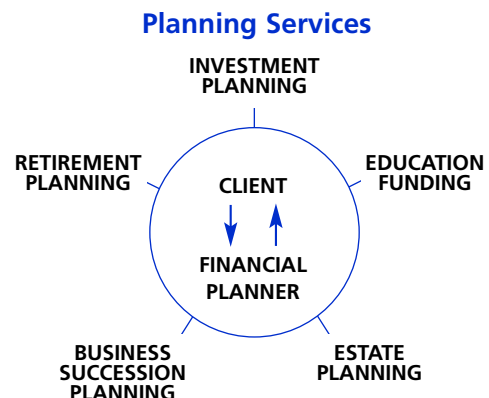 Planning Services
INVESTMENT
PLANNING
RETIREMENT
PLANNING
EDUCATION
FUNDING
CLIENT
FINANCIAL
PLANNER
BUSINESS
SUCCESSION
PLANNING
ESTATE
PLANNING